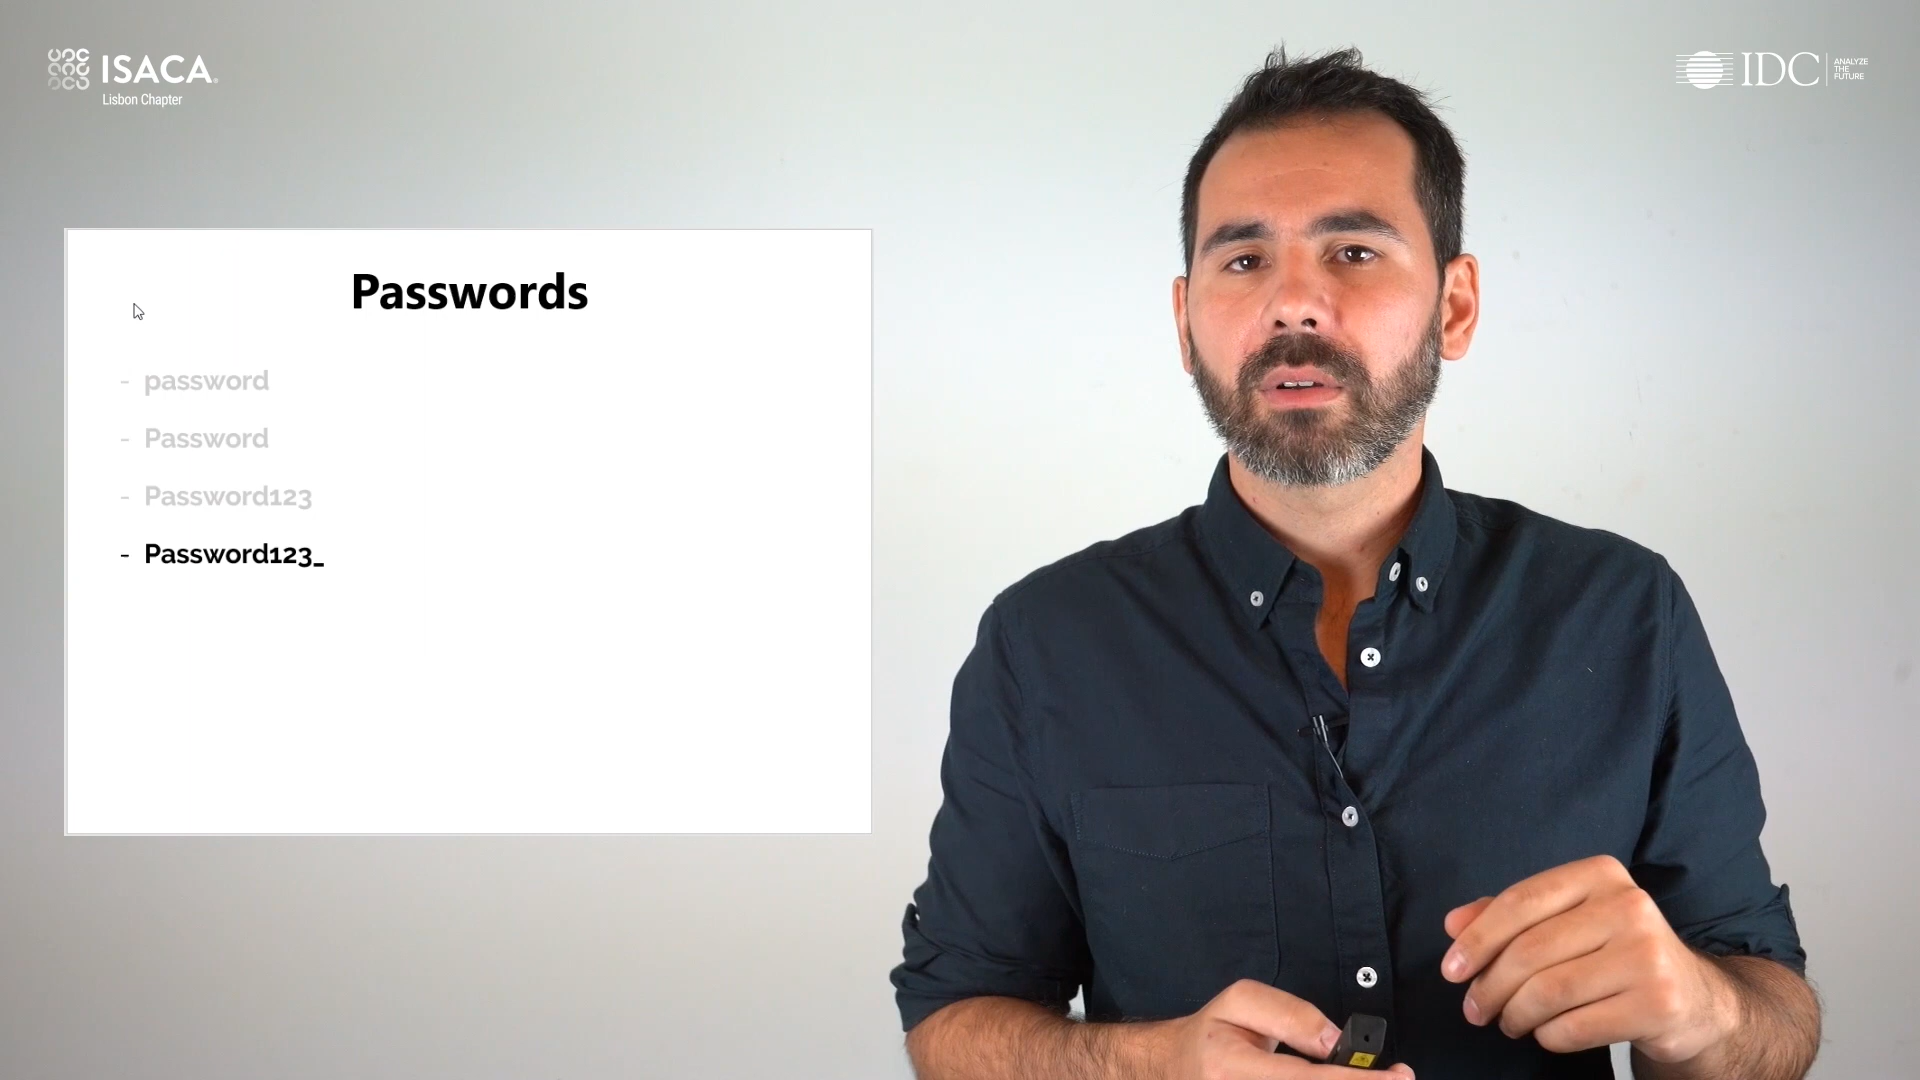 ISACA
Lisbon Chapter
IDC
ANALYZE
THE
FUTURE
Passwords
- password
- Password
- Password123
- Password123_